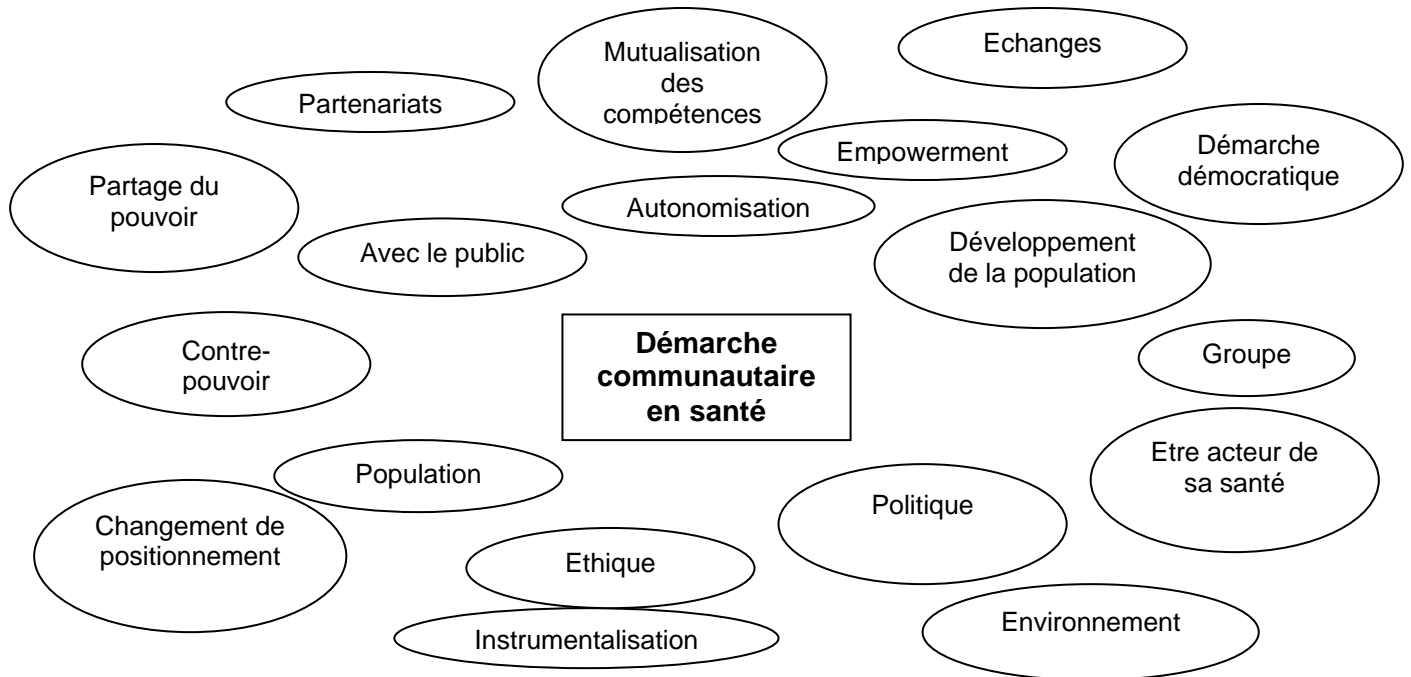 Echanges
Mutualisation
des
compétences
Partenariats
Empowerment
Démarche
démocratique
Partage du
pouvoir
Autonomisation
Avec le public
Développement
de la population
Démarche
communautaire
en santé
Contre-
pouvoir
Groupe
Etre acteur de
sa santé
Population
Politique
Changement de
positionnement
Ethique
Environnement
Instrumentalisation